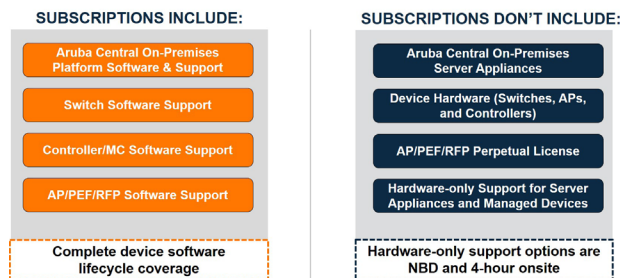 SUBSCRIPTIONS INCLUDE:
Aruba Central On-Premises
Platform Software & Support
Switch Software Support
Controller/MC Software Support
AP/PEF/RFP Software Support
Complete device software
lifecycle coverage
SUBSCRIPTIONS DON'T INCLUDE:
Aruba Central On-Premises
Server Appliances
Device Hardware (Switches, APs,
and Controllers)
AP/PEF/RFP Perpetual License
Hardware-only Support for Server
Appliances and Managed Devices
Hardware-only support options are
NBD and 4-hour onsite